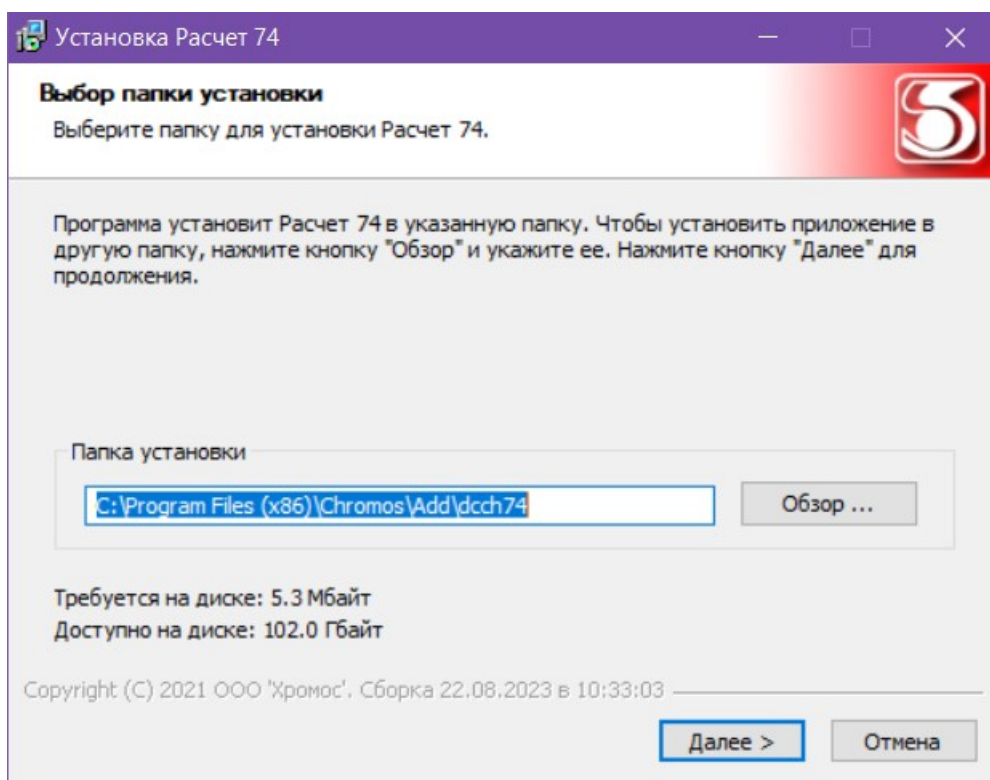 Установка Расчет 74
Выбор папки установки
Выберите папку для установки Расчет 74.
Программа установит Расчет 74 в указанную папку. Чтобы установить приложение в
другую папку, нажмите кнопку "Обзор" и укажите ее. Нажмите кнопку "Далее" для
продолжения.
Папка установки
C:\Program Files (x86)\Chromos\Add\dcch74
Обзор ...
Требуется на диске: 5.3 Мбайт
Доступно на диске: 102.0 Гбайт
Copyright (C) 2021 ООО 'Хромос'. Сборка 22.08.2023 в 10:33:03
Далее >
Отмена